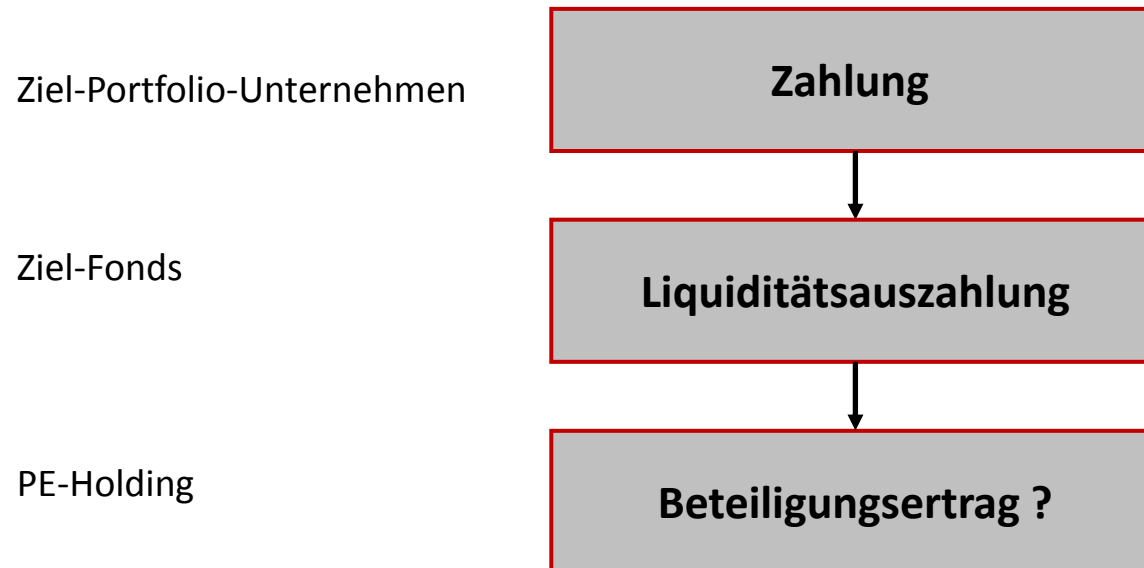 Ziel-Portfolio-Unternehmen
Zahlung
Ziel-Fonds
Liquiditätsauszahlung
PE-Holding
Beteiligungsertrag ?